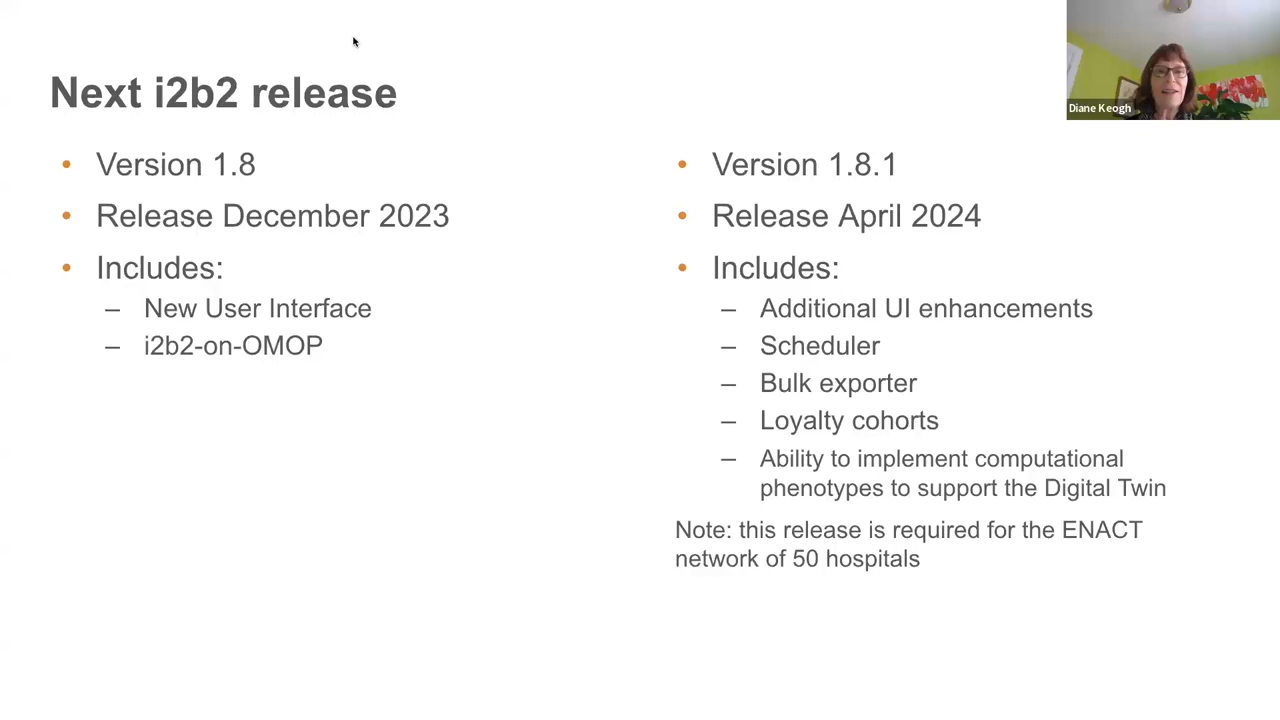 Next i2b2 release
Diane Keogh
• Version 1.8
• Release December 2023
• Includes:
– New User Interface
– i2b2-on-OMOP
• Version 1.8.1
• Release April 2024
• Includes:
– Additional UI enhancements
– Scheduler
– Bulk exporter
– Loyalty cohorts
– Ability to implement computational
phenotypes to support the Digital Twin
Note: this release is required for the ENACT
network of 50 hospitals